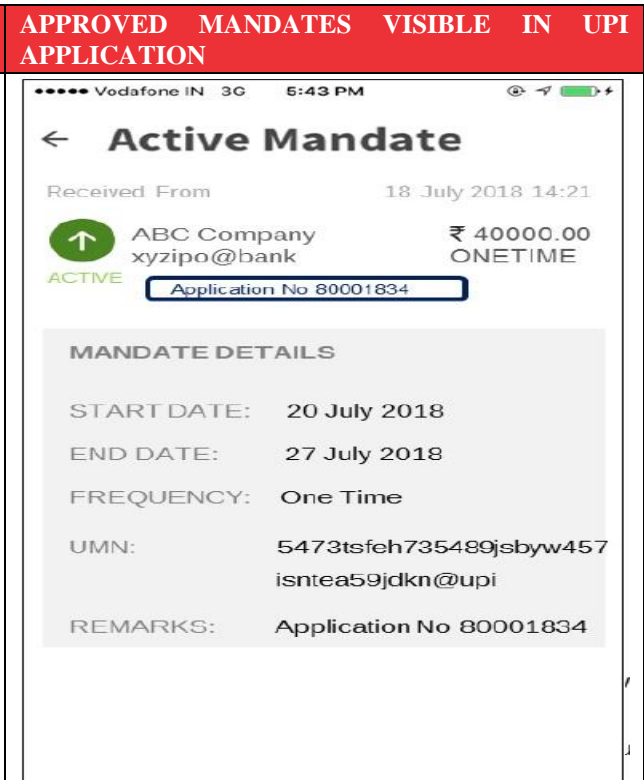 APPROVED MANDATES VISIBLE IN UPI
APPLICATION
Vodafone IN 3G 5:43 PM
Active Mandate
Received From 18 July 2018 14:21
ABC Company ₹ 40000.00
xyzipo@bank ONETIME
ACTIVE
Application No 80001834
MANDATE DETAILS
START DATE: 20 July 2018
END DATE: 27 July 2018
FREQUENCY: One Time
UMN: 5473tsfeh735489jsbyw457
isntea59jdkn@upi
REMARKS: Application No 80001834